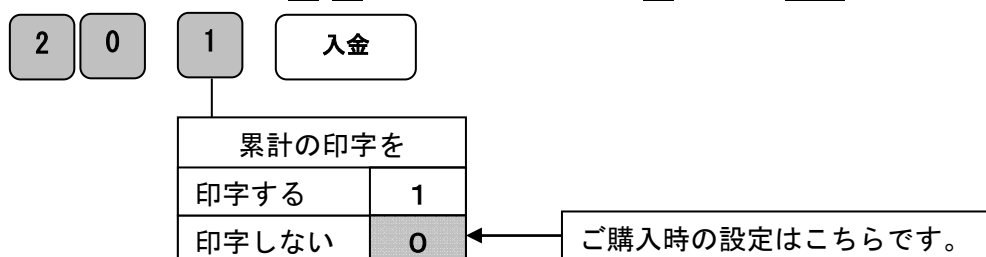 ２ ０ １ 入金
累計の印字を
印字する １
印字しない ０ ご購入時の設定はこちらです。